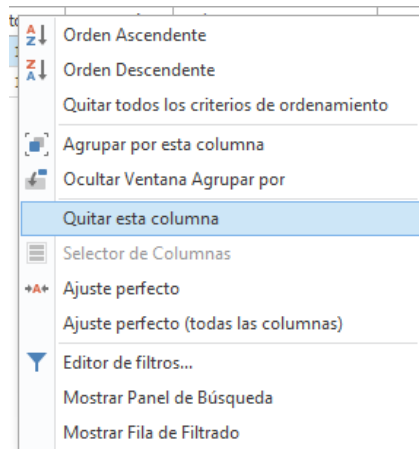 Orden Ascendente
Orden Descendente
Quitar todos los criterios de ordenamiento
Agrupar por esta columna
Ocultar Ventana Agrupar por
Quitar esta columna
Selector de Columnas
Ajuste perfecto
Ajuste perfecto (todas las columnas)
Editor de filtros...
Mostrar Panel de Búsqueda
Mostrar Fila de Filtrado